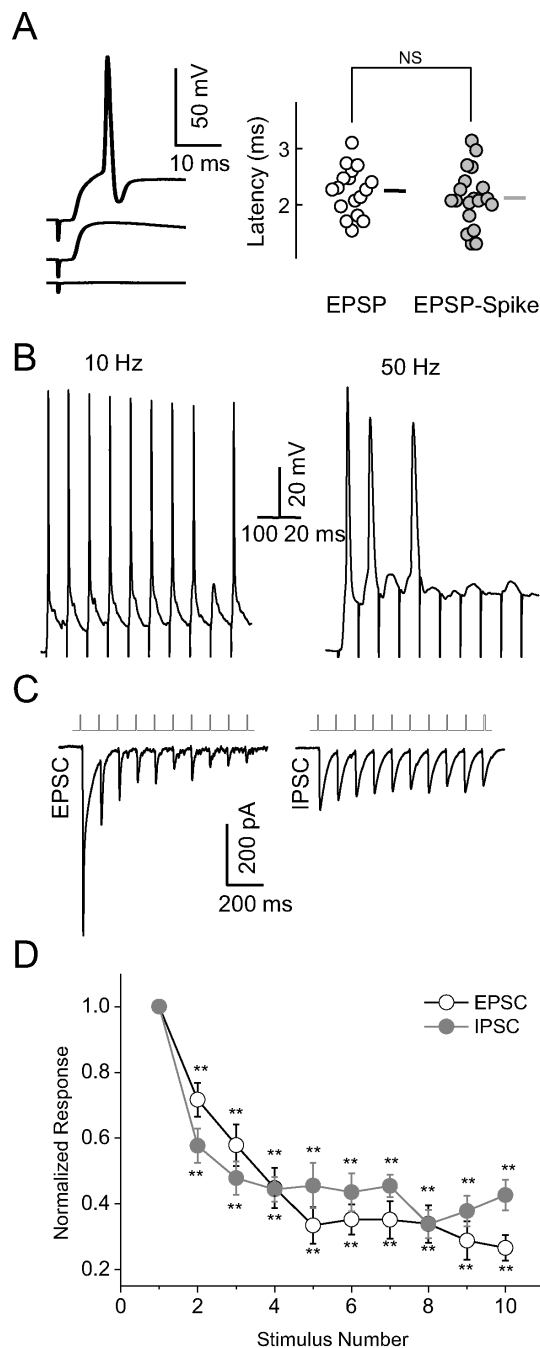 A
50 mV
10 ms
NS
Latency (ms)
3
2
EPSP
EPSP-Spike
B
10 Hz
50 Hz
20 mV
100 20 ms
C
EPSC
IPSC
200 pA
200 ms
D
EPSC
IPSC
Normalized Response
1.0
0.8
0.6
0.4
0.2
** ** ** ** ** ** ** ** **
** ** ** ** ** ** ** ** **
0 2 4 6 8 10
Stimulus Number